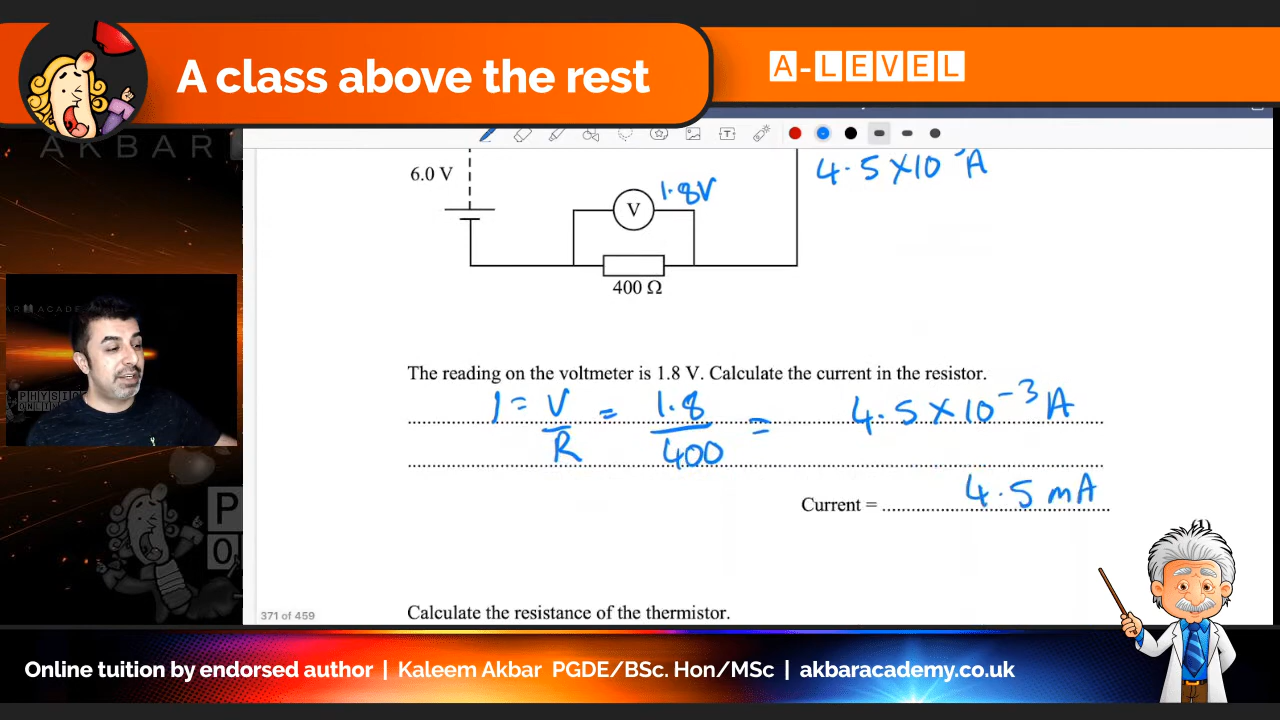 A class above the rest
A-LEVEL
AKBAR
6.0 V
1.8V
V
400 Ω
4.5 × 10 A
The reading on the voltmeter is 1.8 V. Calculate the current in the resistor.
I = V/R = 1.8/400 = 4.5 × 10⁻³ A
Current = 4.5 mA
371 of 459
Calculate the resistance of the thermistor.
Online tuition by endorsed author | Kaleem Akbar PGDE/BSc. Hon/MSc | akbaracademy.co.uk